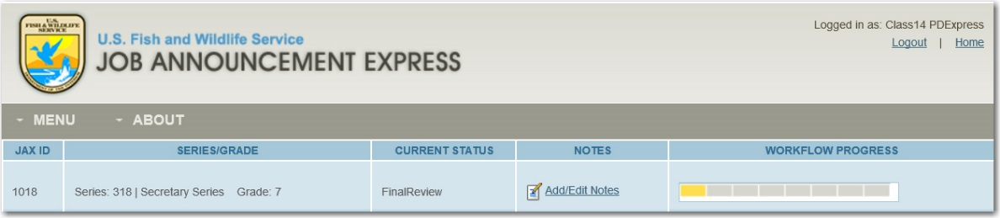 U.S.
FISH & WILDLIFE
SERVICE
Logged in as: Class14 PDExpress
Logout | Home
U.S. Fish and Wildlife Service
JOB ANNOUNCEMENT EXPRESS
MENU ABOUT
JAX ID SERIES/GRADE CURRENT STATUS NOTES WORKFLOW PROGRESS
1018 Series: 318 | Secretary Series Grade: 7 FinalReview Add/Edit Notes